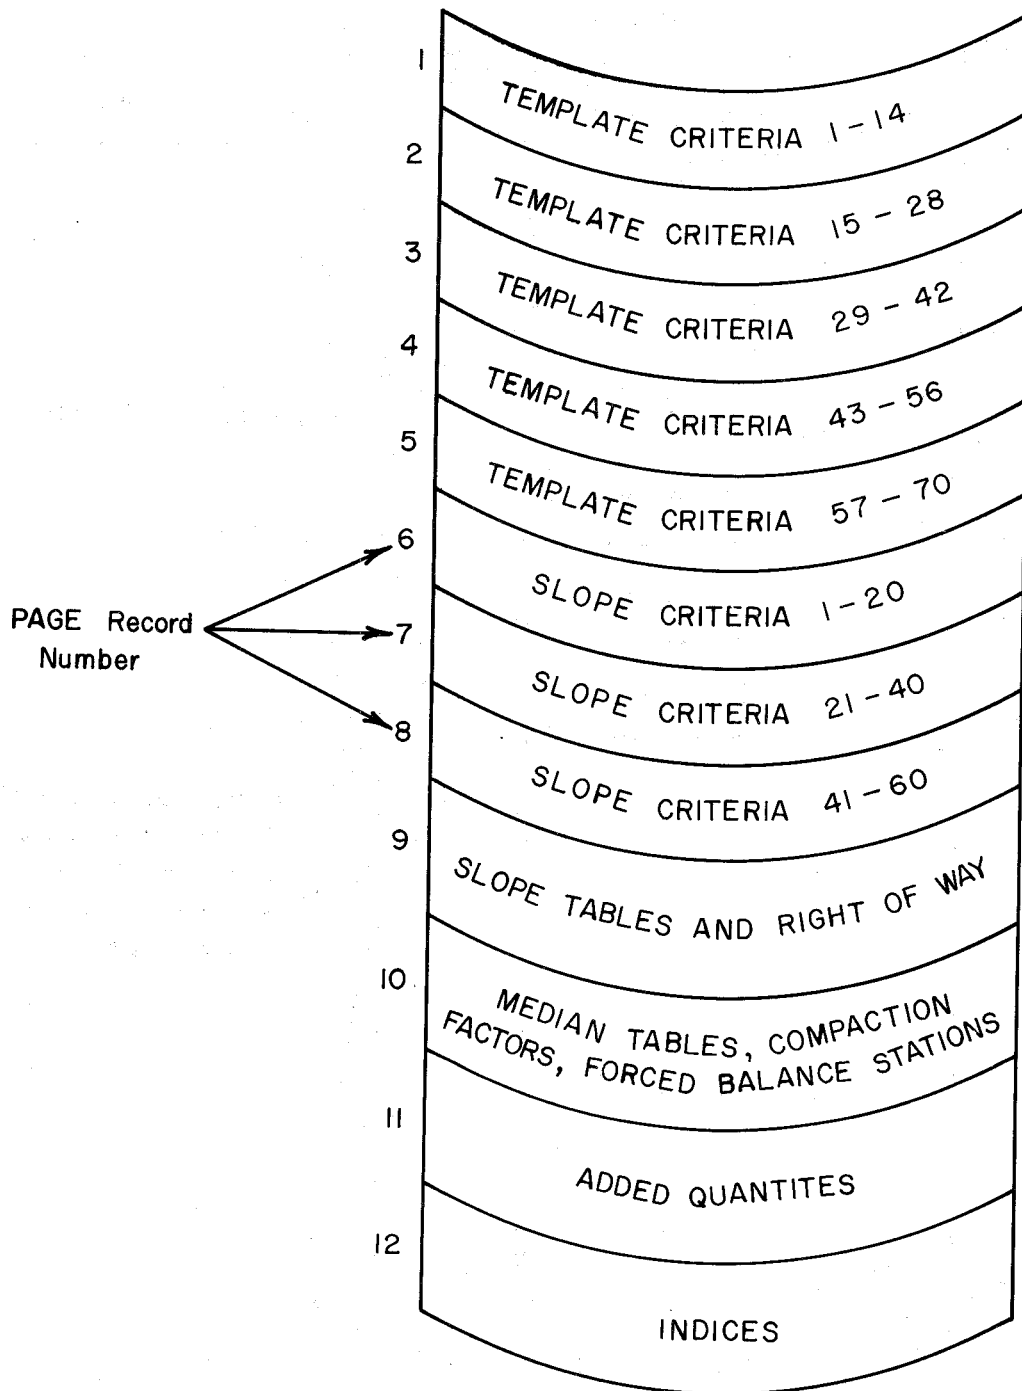 1
TEMPLATE CRITERIA 1-14
2
TEMPLATE CRITERIA 15 - 28
3
TEMPLATE CRITERIA 29 - 42
4
TEMPLATE CRITERIA 43 - 56
5
TEMPLATE CRITERIA 57 - 70
6
SLOPE CRITERIA 1-20
PAGE Record
Number
7
SLOPE CRITERIA 21-40
8
SLOPE CRITERIA 41-60
9
SLOPE TABLES AND RIGHT OF WAY
10
MEDIAN TABLES, COMPACTION
FACTORS, FORCED BALANCE STATIONS
11
ADDED QUANTITES
12
INDICES